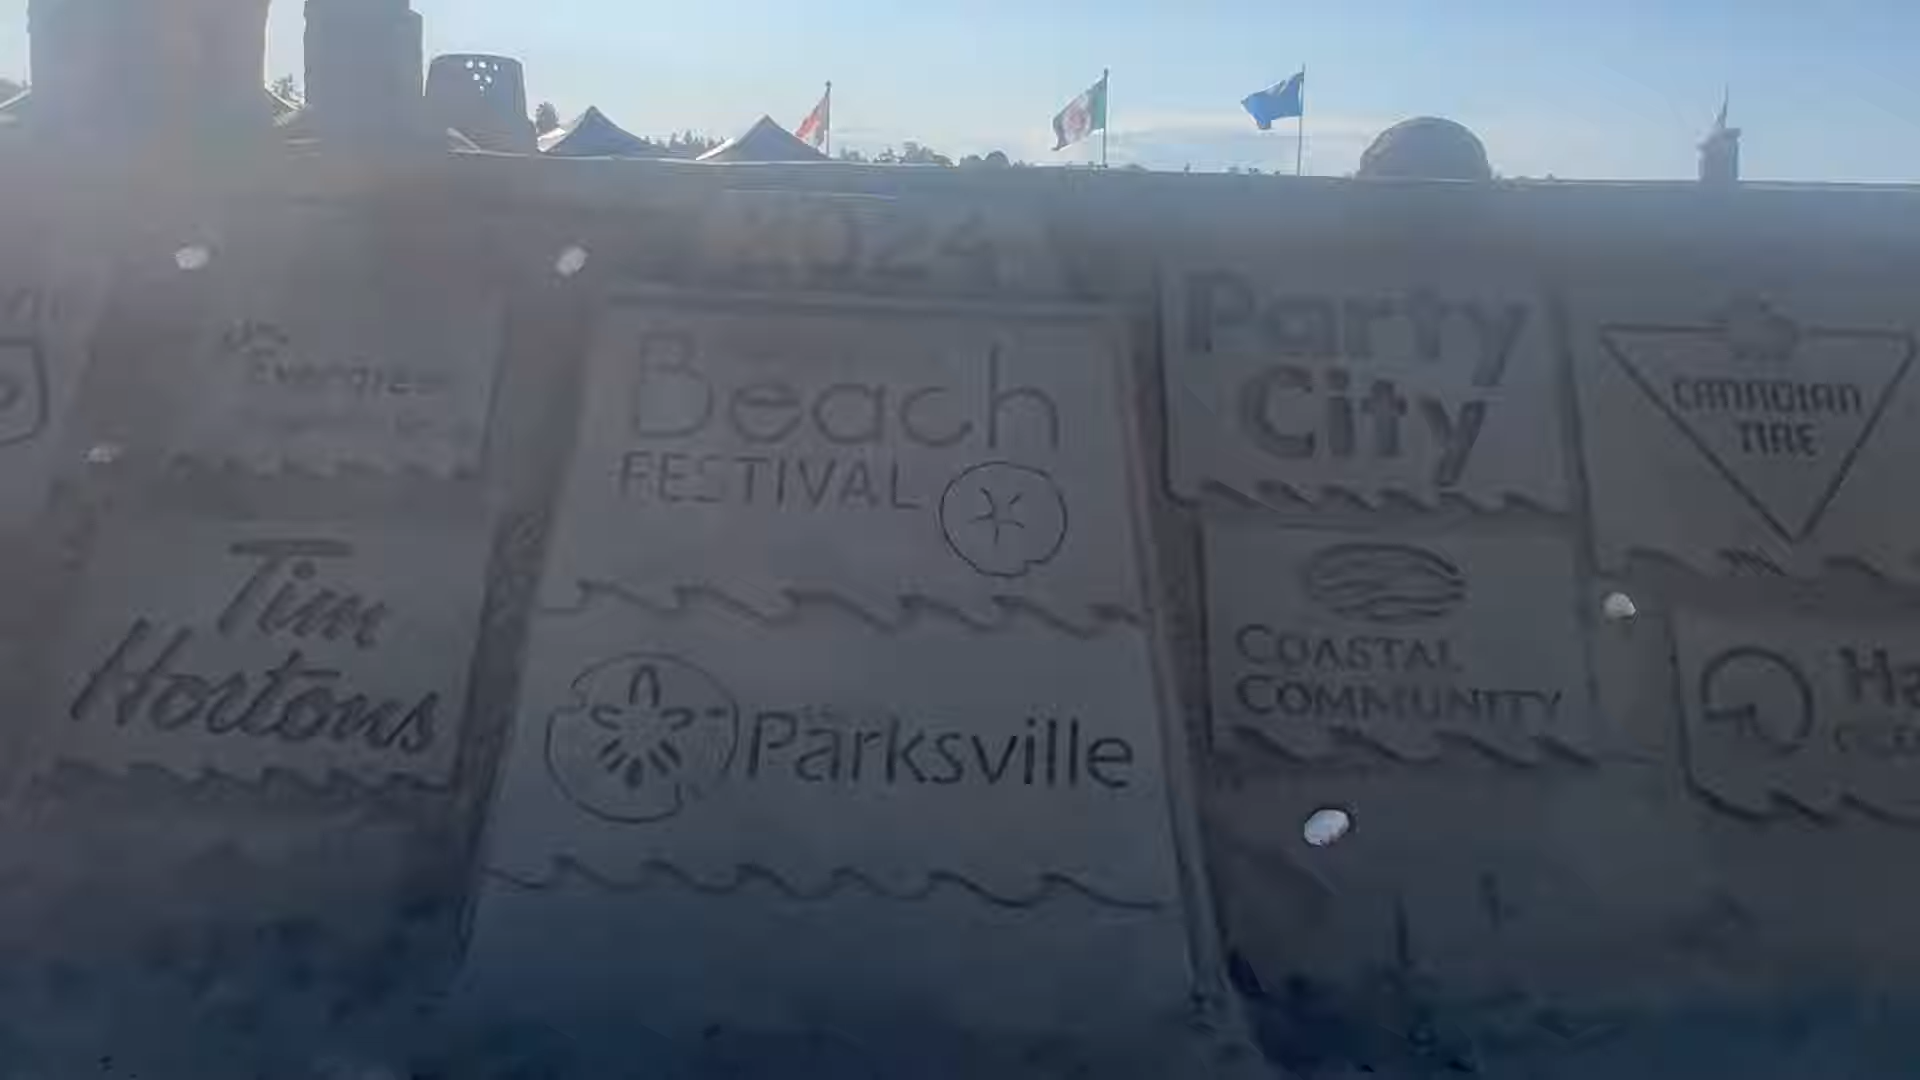 2024
Beach
FESTIVAL
Parksville
Tim
Hortons
Party
City
COASTAL
COMMUNITY
CANADIAN
TIRE